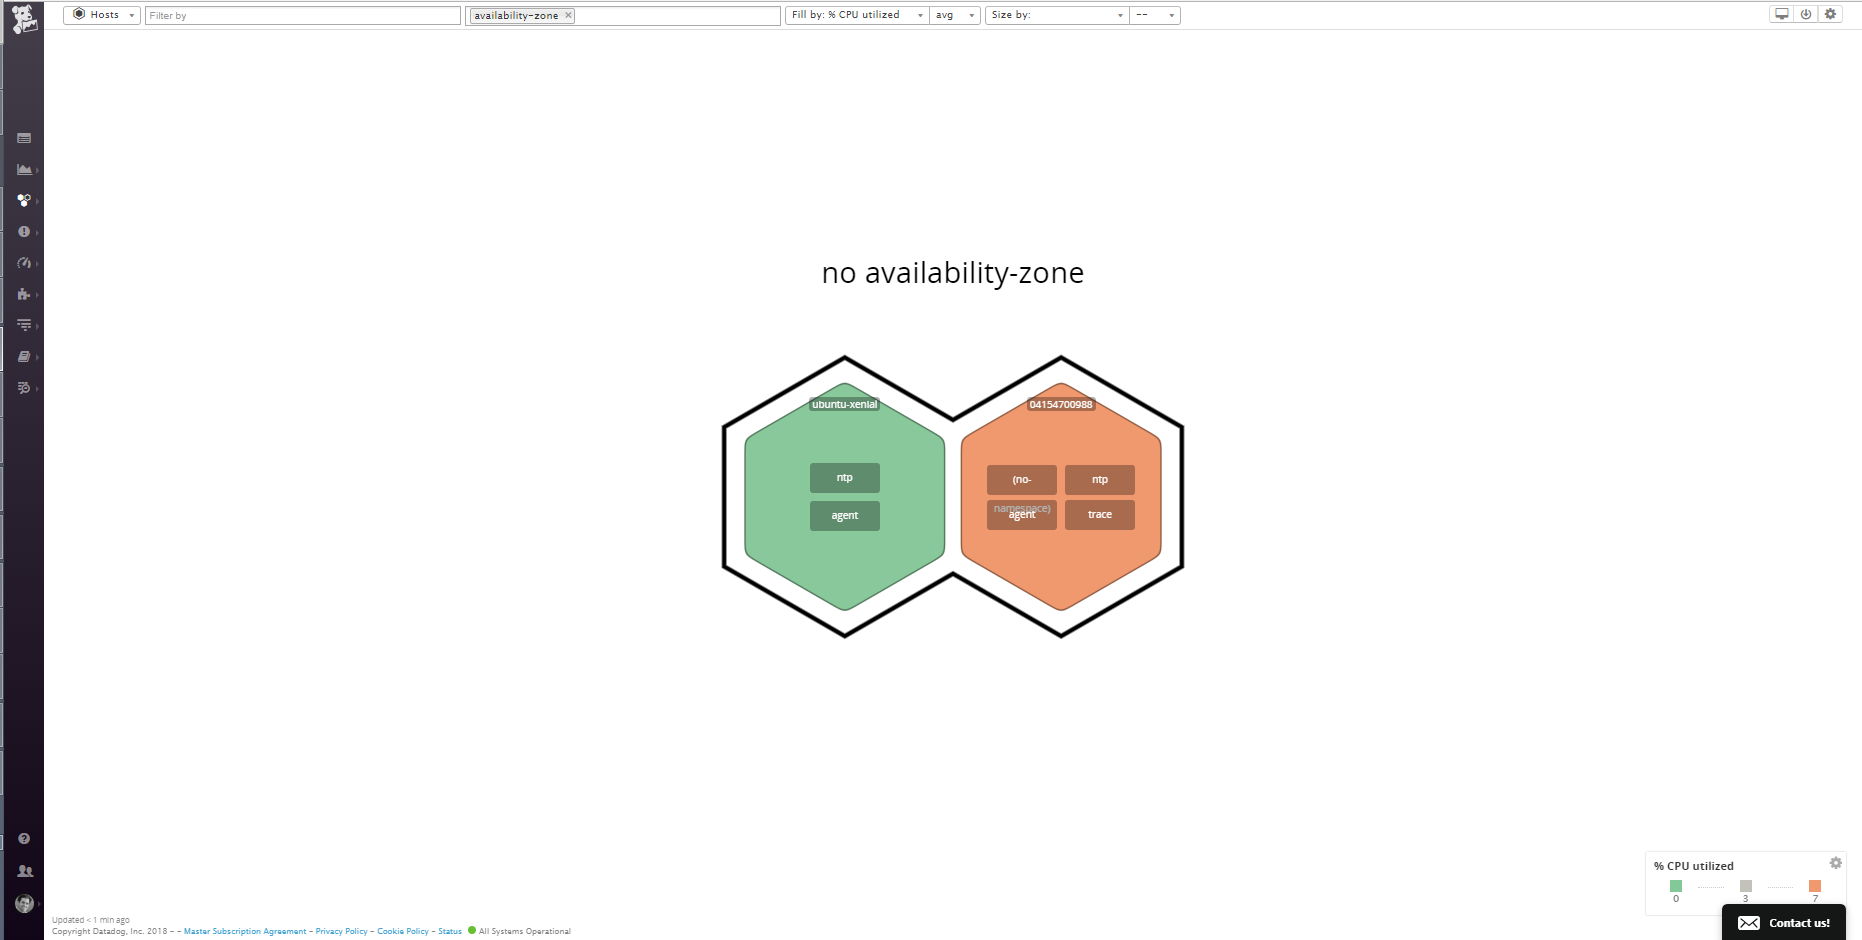 Hosts
Filter by
availability-zone ×
Fill by: % CPU utilized
avg
Size by:
--
no availability-zone
ubuntu-xenial
04154700988
ntp
agent
(no-
namespace)
ntp
agent
trace
% CPU utilized
0
3
7
Contact us!
Updated < 1 min ago
Copyright Datadog, Inc. 2018 - - Master Subscription Agreement - Privacy Policy - Cookie Policy - Status All Systems Operational